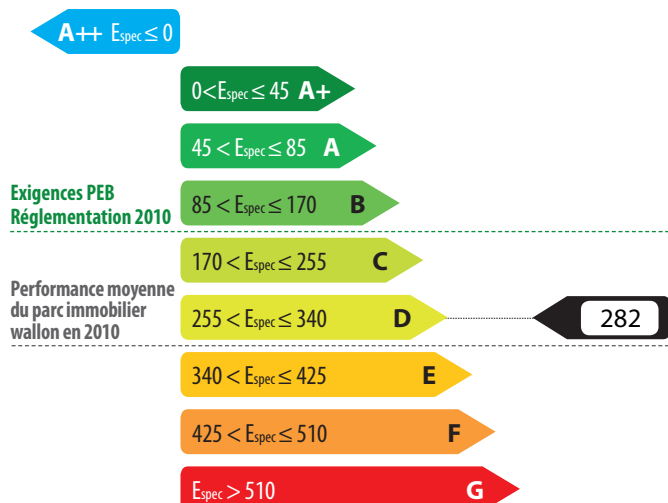 A++ Espec ≤ 0
0<Espec ≤ 45 A+
45 < Espec ≤ 85 A
Exigences PEB
Réglementation 2010
85 < Espec ≤ 170 B
170 < Espec ≤ 255 C
Performance moyenne
du parc immobilier
wallon en 2010
255 < Espec ≤ 340 D
282
340 < Espec ≤ 425 E
425 < Espec ≤ 510 F
Espec > 510 G